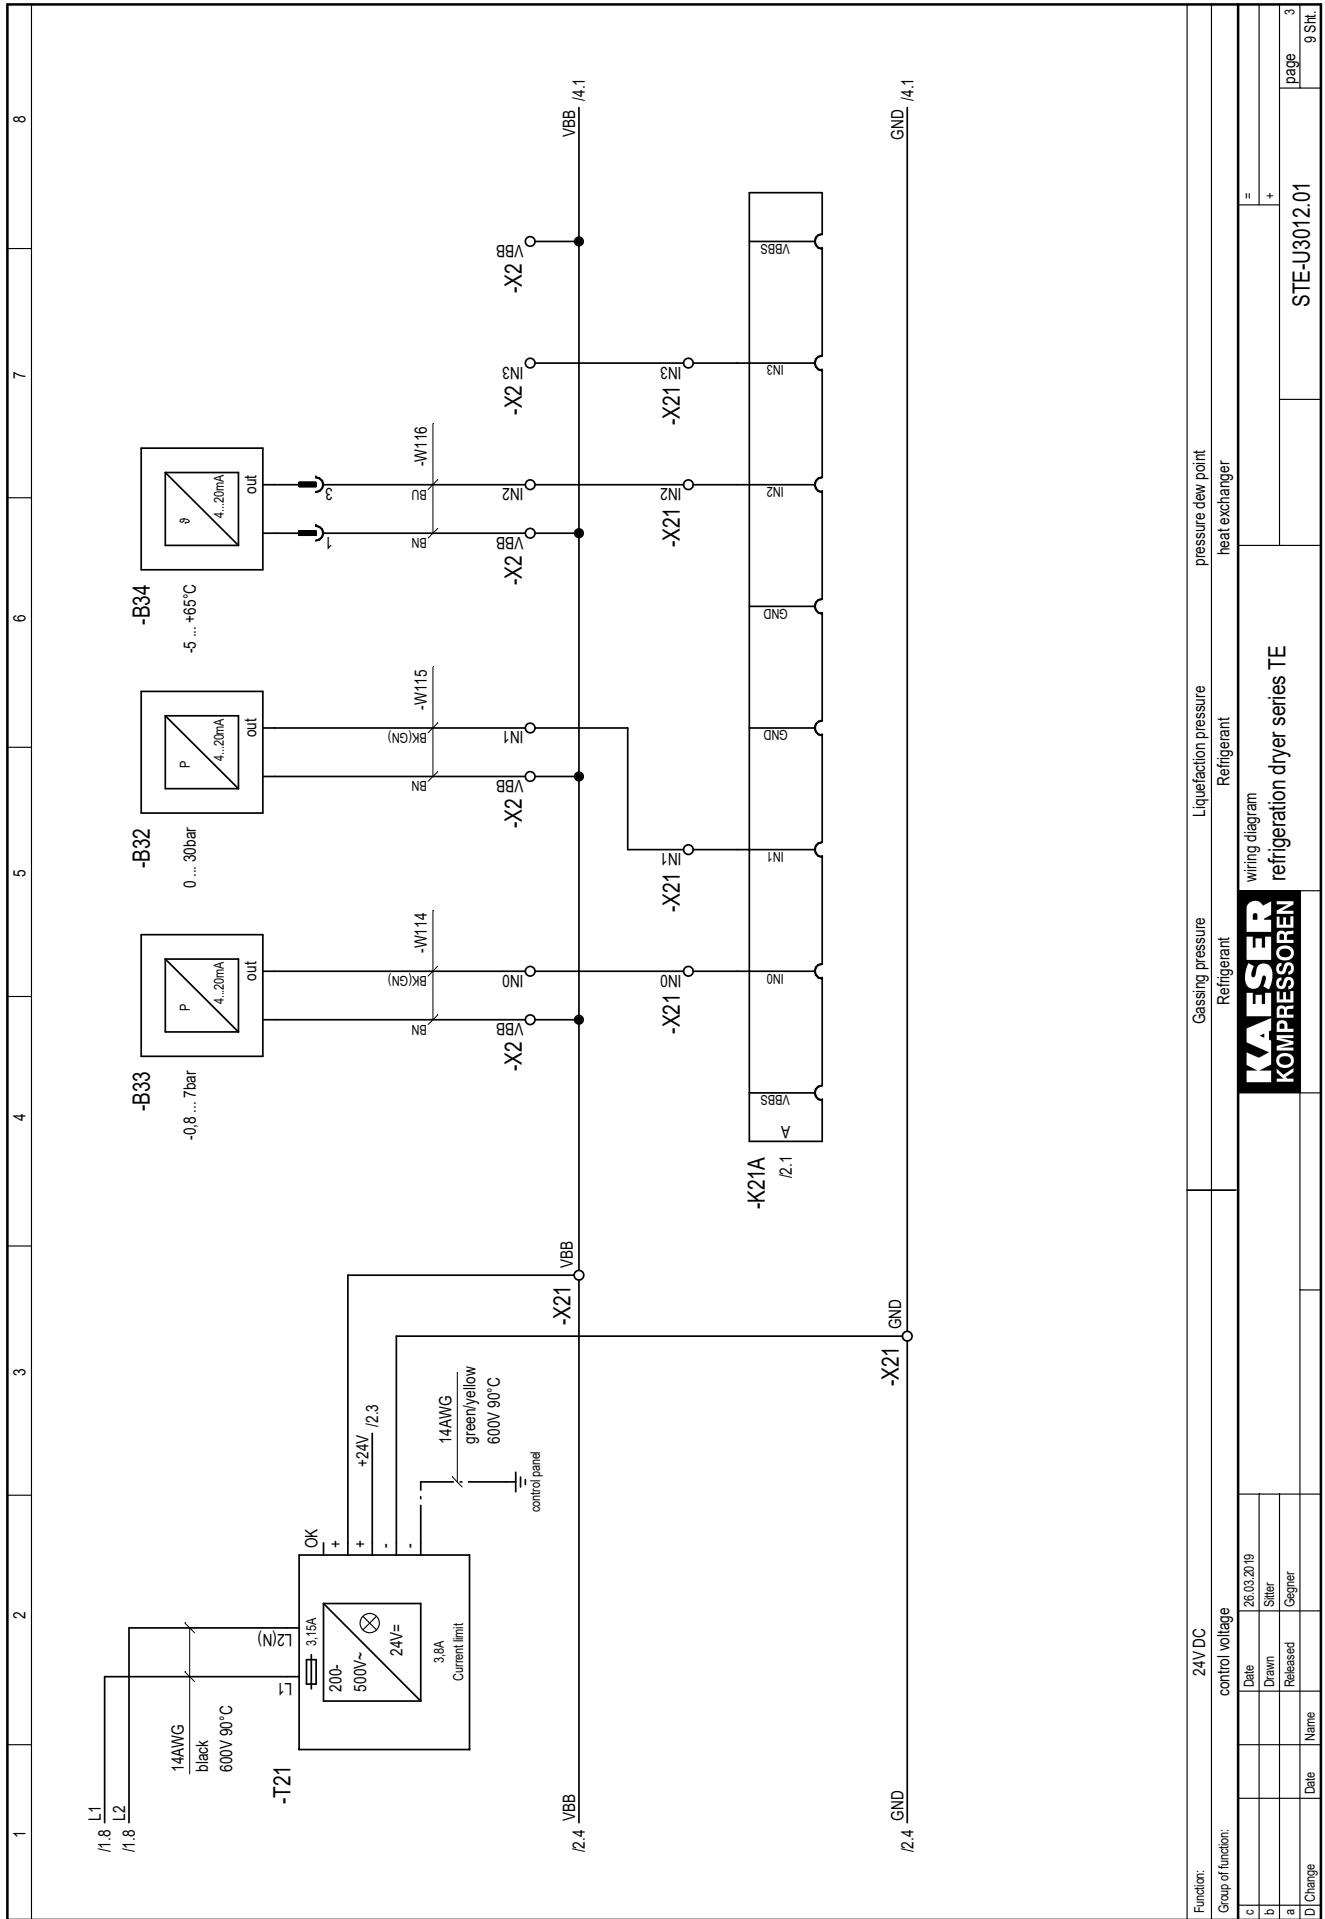 1
2
3
4
5
6
7
8
/1.8 L1
/1.8 L2
14AWG
black
600V 90°C
-T21
L1
L2(N)
3,15A
200-
500V~
24V=
3,8A
Current limit
OK
+
+
-
-
+24V /2.3
14AWG
green/yellow
600V 90°C
control panel
-B33
-0,8 ... 7bar
P
4...20mA
out
-B32
0 ... 30bar
P
4...20mA
out
-B34
-5 ... +65°C
ϑ
4...20mA
out
1
3
BN
BK(GN)
-W114
BN
BK(GN)
-W115
BN
BU
-W116
-X2
VBB
IN0
-X2
VBB
IN1
-X2
VBB
IN2
-X2
IN3
-X2
VBB
/2.4 VBB
-X21
VBB
VBB /4.1
-X21
IN0
-X21
IN1
-X21
IN2
-X21
IN3
-K21A
/2.1
A
VBBS
IN0
IN1
GND
GND
IN2
IN3
VBBS
/2.4 GND
-X21
GND
GND /4.1
Function:
24V DC
Gassing pressure
Liquefaction pressure
pressure dew point
Group of function:
control voltage
Refrigerant
Refrigerant
heat exchanger
c
Date
26.03.2019
b
Drawn
Sitter
a
Released
Gegner
D Change
Date
Name
KAESER
KOMPRESSOREN
wiring diagram
refrigeration dryer series TE
=
+
STE-U3012.01
page
3
9 Sht.